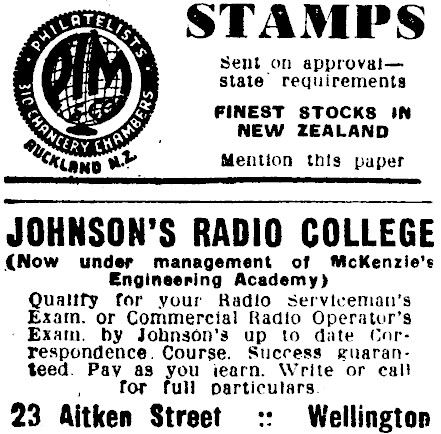 STAMPS
PHILATELISTS
PIM
& CO
310 CHANCERY CHAMBERS
AUCKLAND N.Z.
Sent on approval—
state requirements
FINEST STOCKS IN
NEW ZEALAND
Mention this paper
JOHNSON'S RADIO COLLEGE
(Now under management of McKenzie's
Engineering Academy)
Qualify for your Radio Serviceman's
Exam. or Commercial Radio Operator's
Exam. by Johnson's up to date Cor-
respondence Course. Success guaran-
teed. Pay as you learn. Write or call
for full particulars.
23 Aitken Street :: Wellington